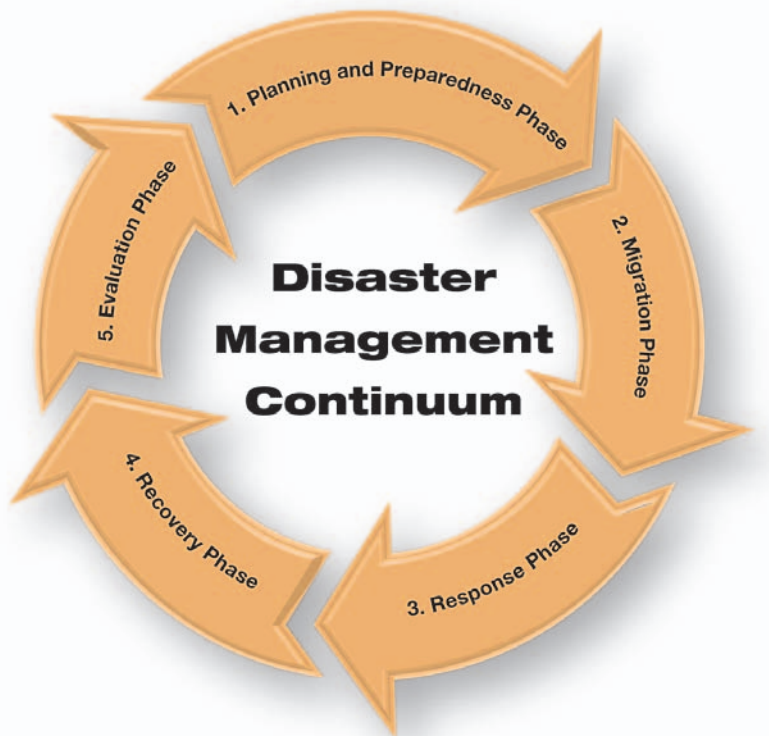 Disaster
Management
Continuum
1. Planning and Preparedness Phase
2. Migration Phase
3. Response Phase
4. Recovery Phase
5. Evaluation Phase